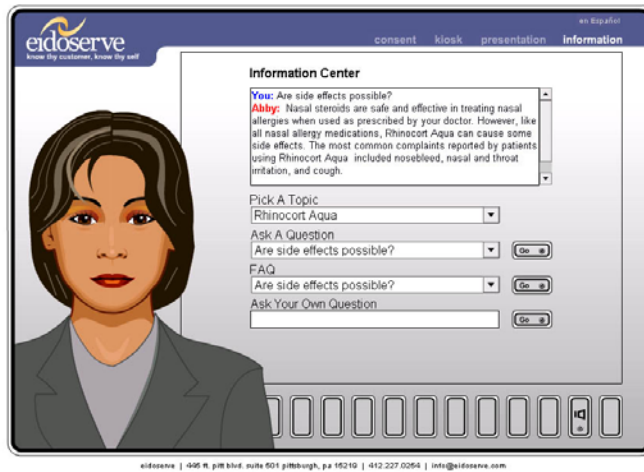 en Español
eidoserve
know thy customer, know thy self
consent kiosk presentation information
Information Center
You: Are side effects possible?
Abby: Nasal steroids are safe and effective in treating nasal
allergies when used as prescribed by your doctor. However, like
all nasal allergy medications, Rhinocort Aqua can cause some
side effects. The most common complaints reported by patients
using Rhinocort Aqua included nosebleed, nasal and throat
irritation, and cough.
Pick A Topic
Rhinocort Aqua
Ask A Question
Are side effects possible?
Go
FAQ
Are side effects possible?
Go
Ask Your Own Question
Go
eidoserve | 445 ft. pitt blvd. suite 501 pittsburgh, pa 15219 | 412.227.0254 | info@eidoserve.com